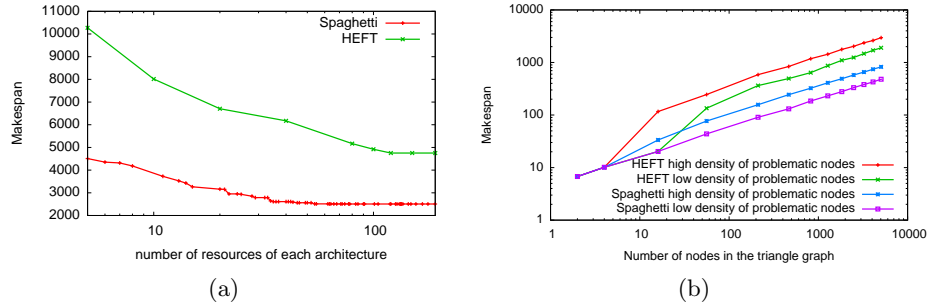 11000
10000
9000
8000
7000
6000
5000
4000
3000
2000
Makespan
10
100
number of resources of each architecture
Spaghetti
HEFT
(a)
10000
1000
100
10
1
Makespan
1
10
100
1000
10000
Number of nodes in the triangle graph
HEFT high density of problematic nodes
HEFT low density of problematic nodes
Spaghetti high density of problematic nodes
Spaghetti low density of problematic nodes
(b)